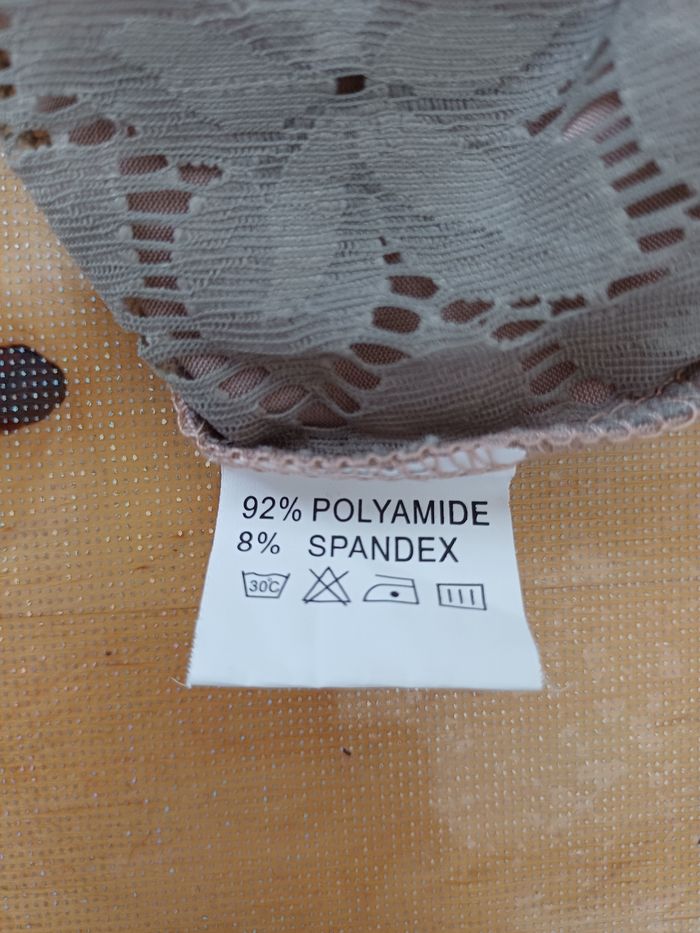 92% POLYAMIDE
8% SPANDEX
30°C